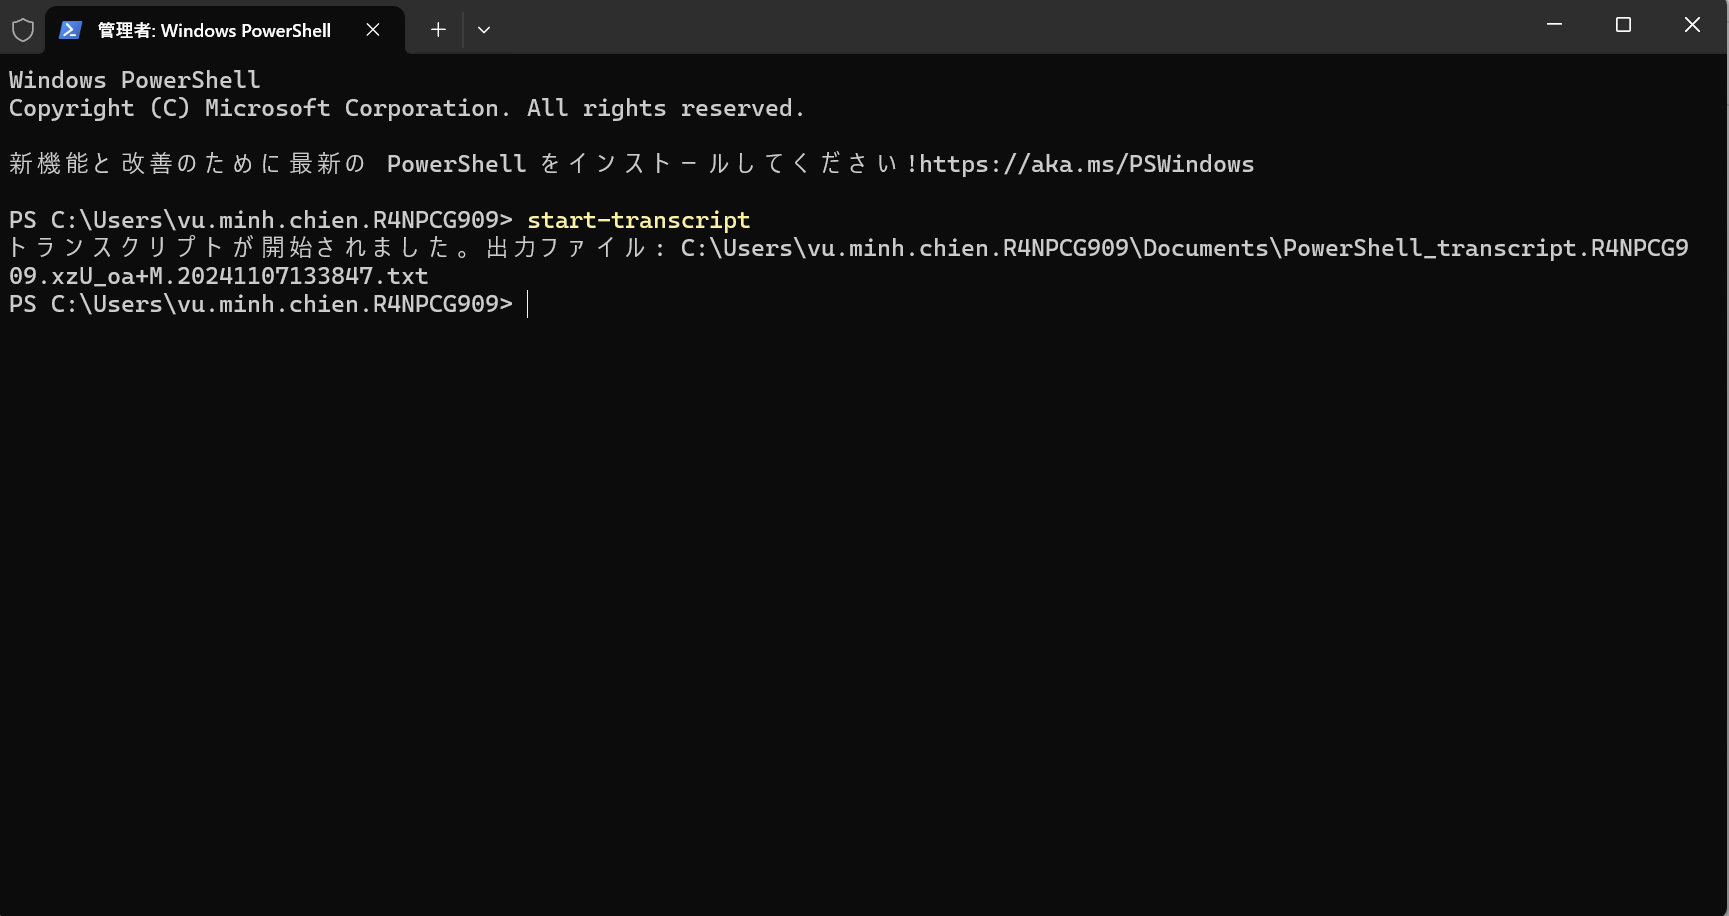 管理者: Windows PowerShell
Windows PowerShell
Copyright (C) Microsoft Corporation. All rights reserved.
新機能と改善のために最新の PowerShell をインストールしてください!https://aka.ms/PSWindows
PS C:\Users\vu.minh.chien.R4NPCG909> start-transcript
トランスクリプトが開始されました。出力ファイル: C:\Users\vu.minh.chien.R4NPCG909\Documents\PowerShell_transcript.R4NPCG9
09.xzU_oa+M.20241107133847.txt
PS C:\Users\vu.minh.chien.R4NPCG909>